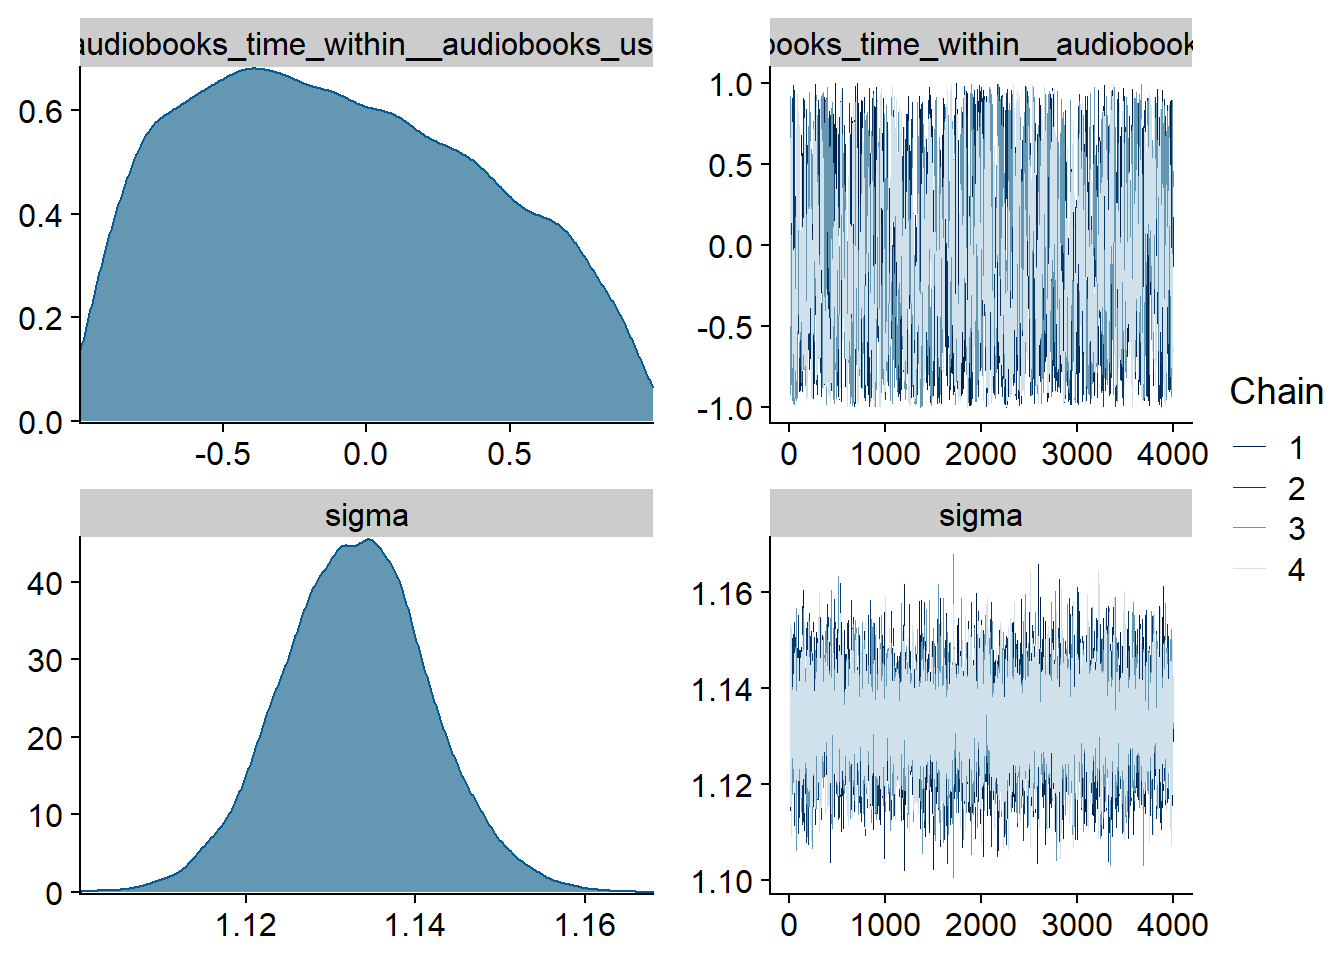 audiobooks_time_within__audiobooks_us
0.6
0.4
0.2
0.0
-0.5 0.0 0.5
books_time_within__audiobook
1.0
0.5
0.0
-0.5
-1.0
0 1000 2000 3000 4000
sigma
40
30
20
10
0
1.12 1.14 1.16
sigma
1.16
1.14
1.12
1.10
0 1000 2000 3000 4000
Chain
1
2
3
4